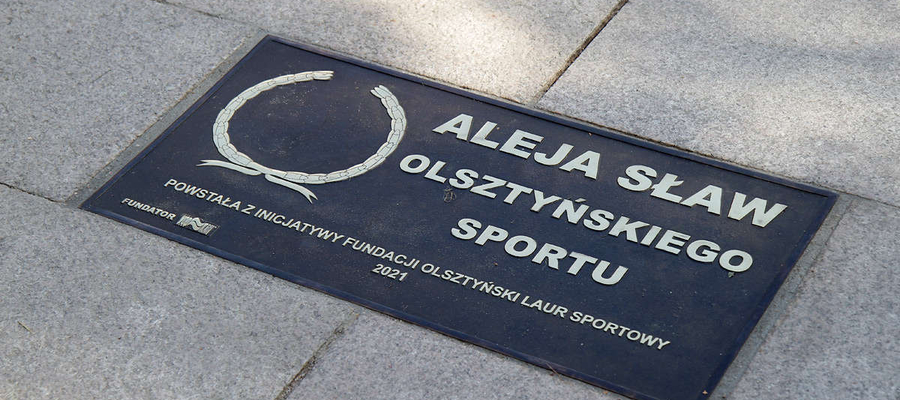 ALEJA SŁAW
OLSZTYŃSKIEGO
SPORTU
POWSTAŁA Z INICJATYWY FUNDACJI OLSZTYŃSKI LAUR SPORTOWY
2021
FUNDATOR